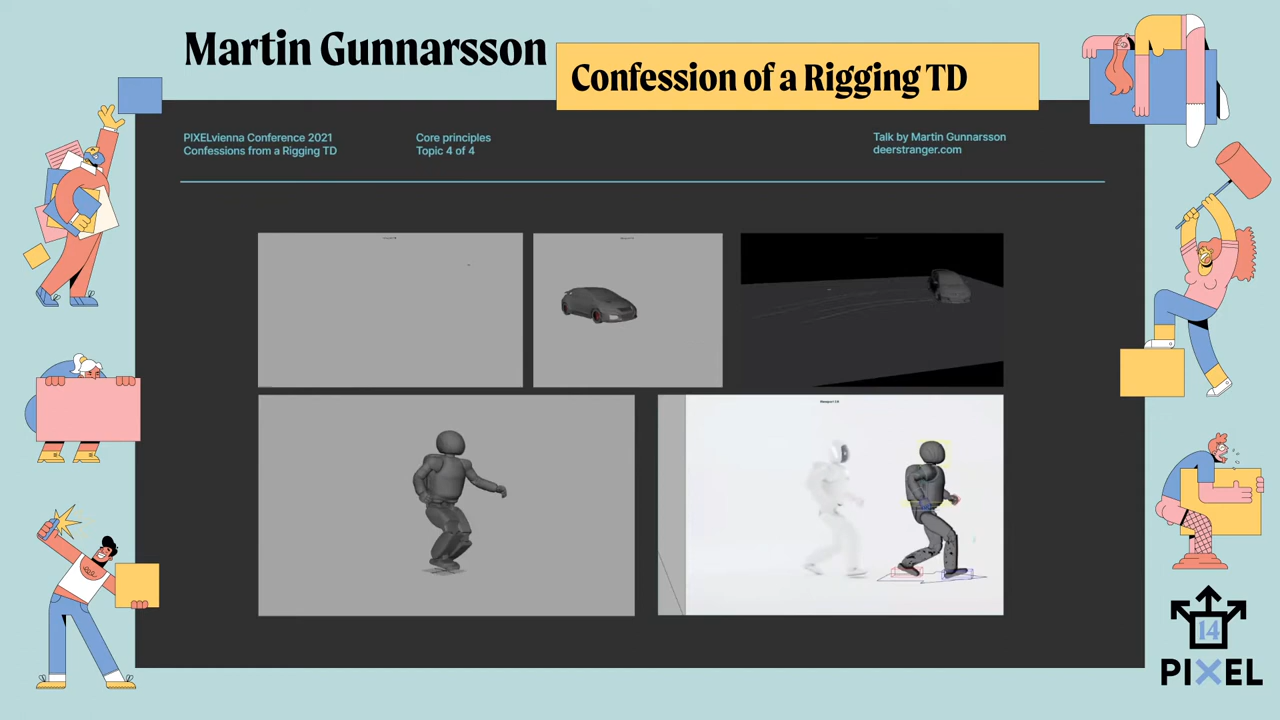 Martin Gunnarsson
Confession of a Rigging TD
PIXELvienna Conference 2021
Confessions from a Rigging TD
Core principles
Topic 4 of 4
Talk by Martin Gunnarsson
deerstranger.com
14
PIXEL